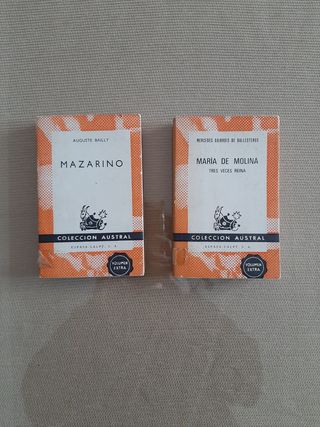 AUGUSTE BAILLY
MAZARINO
COLECCION AUSTRAL
ESPASA CALPE, S. A.
VOLUMEN
EXTRA
MERCEDES GAIBROIS DE BALLESTEROS
MARÍA DE MOLINA
TRES VECES REINA
COLECCION AUSTRAL
ESPASA CALPE, S. A.
VOLUMEN
EXTRA